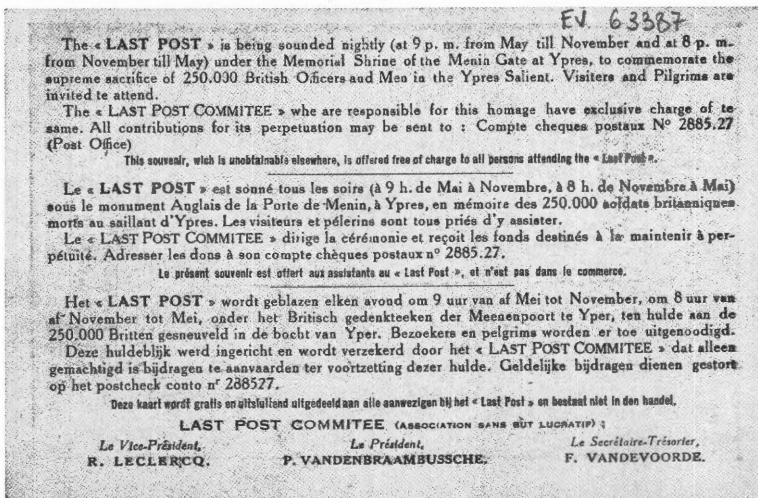 EV. 63387
The « LAST POST » is being sounded nightly (at 9 p. m. from May till November and at 8 p. m.
from November till May) under the Memorial Shrine of the Menin Gate at Ypres, to commemorate the
supreme sacrifice of 250.000 British Officers and Men in the Ypres Salient. Visiters and Pilgrims are
invited to attend.
The « LAST POST COMMITEE » whe are responsible for this homage have exclusive charge of te
same. All contributions for its perpetuation may be sent to : Compte cheques postaux N° 2885.27
(Post Office)
This souvenir, wich is unobtainable elsewhere, is offered free of charge to all persons attending the « Last Post ».
Le « LAST POST » est sonné tous les soirs (à 9 h. de Mai à Novembre, à 8 h. de Novembre à Mai)
sous le monument Anglais de la Porte de Menin, à Ypres, en mémoire des 250.000 soldats britanniques
morts au saillant d'Ypres. Les visiteurs et pélerins sont tous priés d'y assister.
Le « LAST POST COMMITEE » dirige la céréminie et reçoit les fonds destinés à la maintenir à per-
pétuité. Adresser les dons à son compte chèques postaux n° 2885.27.
Le présent souvenir est offert aux assistants au « Last Post », et n'est pas dans le commerce.
Het « LAST POST » wordt geblazen elken avond om 9 uur van af Mei tot November, om 8 uur van
af November tot Mei, onder het Britisch gedenkteeken der Meenenpoort te Yper, ten hulde aan de
250.000 Britten gesneuveld in de bocht van Yper. Bezoekers en pelgrims worden er toe uitgenoodigd.
Deze huldeblijk werd ingericht en wordt verzekerd door het « LAST POST COMMITEE » dat alleen
gemachtigd is bijdragen te aanvaarden ter voortzetting dezer hulde. Geldelijke bijdragen dienen gestort
op het postcheck conto nr 288527.
Deze kaart wordt gratis en uitsluitend uitgedeeld aan alle aanwezigen bij het « Last Post » en bestaat niet in den handel.
LAST POST COMMITEE (ASSOCIATION SANS BUT LUCRATIF) :
Le Vice-Président, Le Président, Le Secrétaire-Trésorier,
R. LECLERCQ. P. VANDENBRAAMBUSSCHE. F. VANDEVOORDE.